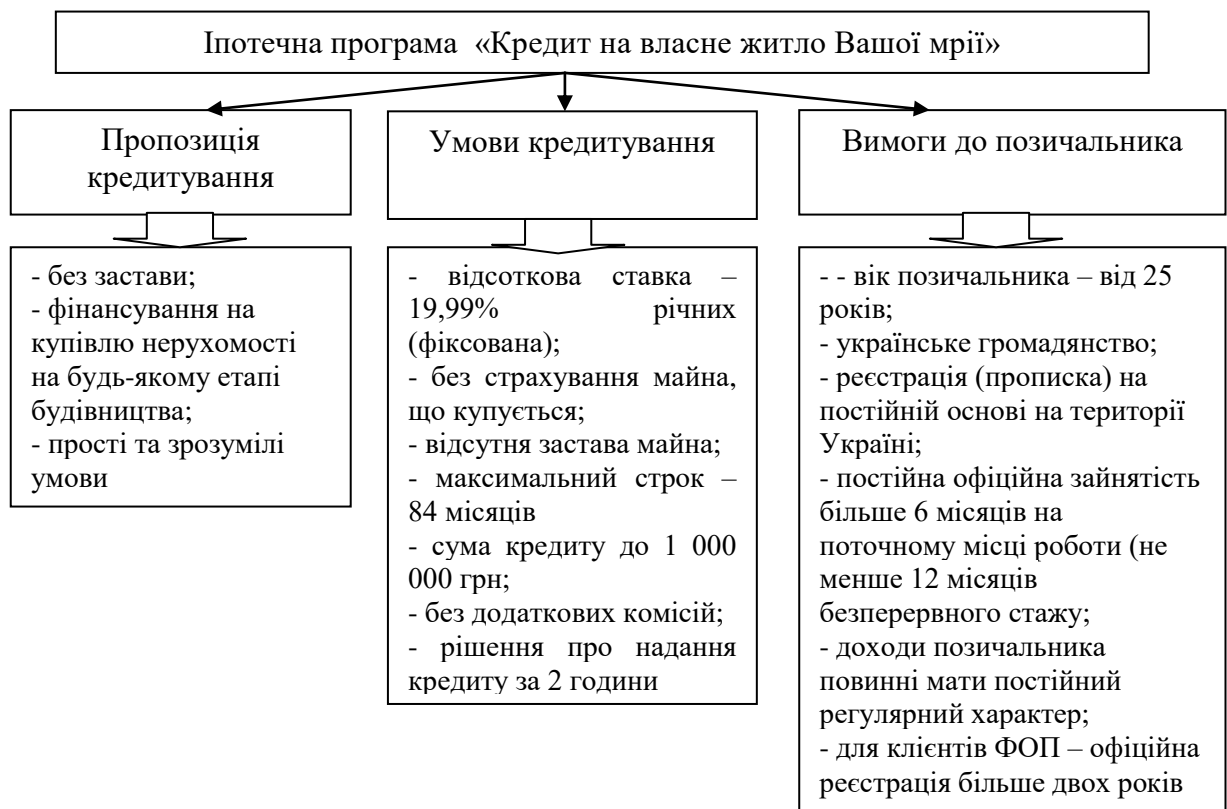 Іпотечна програма «Кредит на власне житло Вашої мрії»
Пропозиція
кредитування
Умови кредитування
Вимоги до позичальника
- без застави;
- фінансування на
купівлю нерухомості
на будь-якому етапі
будівництва;
- прості та зрозумілі
умови
- відсоткова ставка –
19,99% річних
(фіксована);
- без страхування майна,
що купується;
- відсутня застава майна;
- максимальний строк –
84 місяців
- сума кредиту до 1 000
000 грн;
- без додаткових комісій;
- рішення про надання
кредиту за 2 години
- - вік позичальника – від 25
років;
- українське громадянство;
- реєстрація (прописка) на
постійній основі на території
Україні;
- постійна офіційна зайнятість
більше 6 місяців на
поточному місці роботи (не
менше 12 місяців
безперервного стажу;
- доходи позичальника
повинні мати постійний
регулярний характер;
- для клієнтів ФОП – офіційна
реєстрація більше двох років